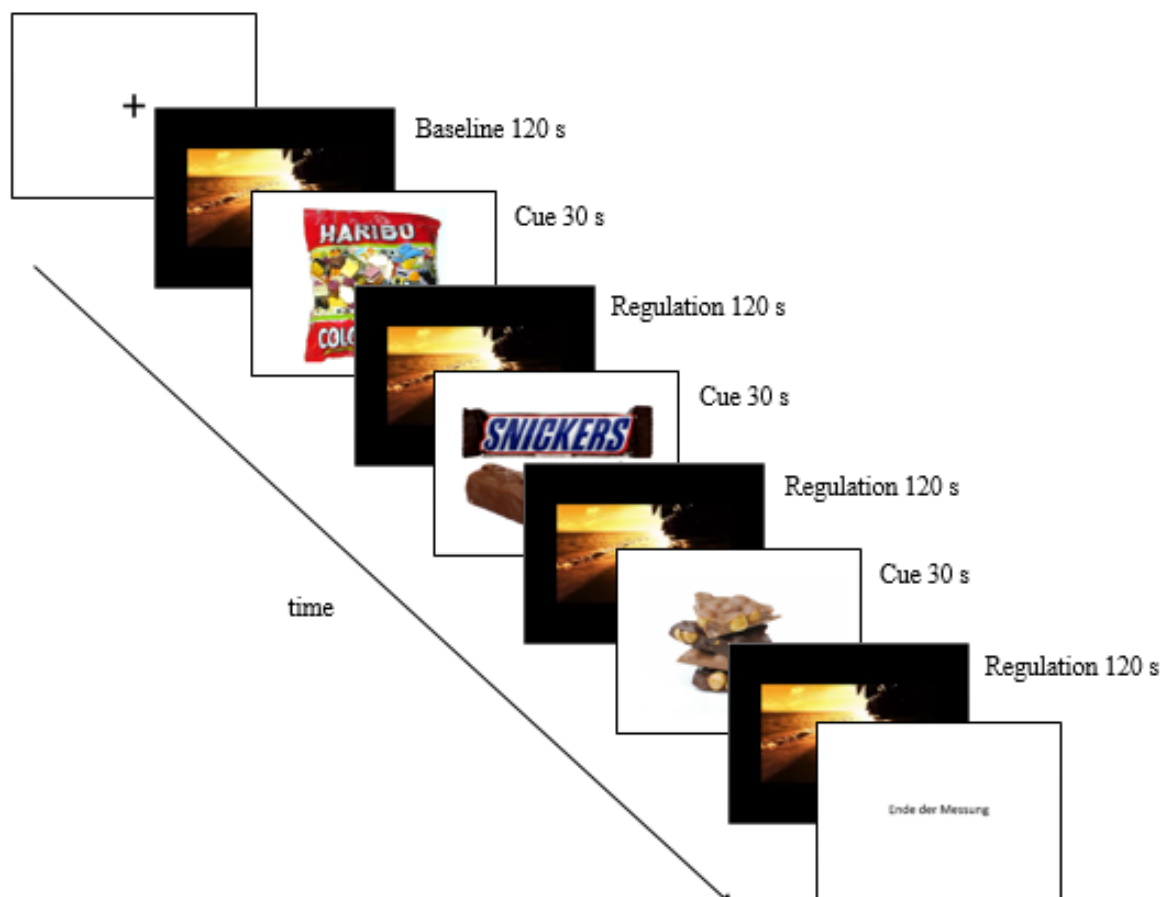 +
Baseline 120 s
Cue 30 s
HARIBO
Regulation 120 s
Cue 30 s
SNICKERS
Regulation 120 s
Cue 30 s
time
Regulation 120 s
Ende der Messung